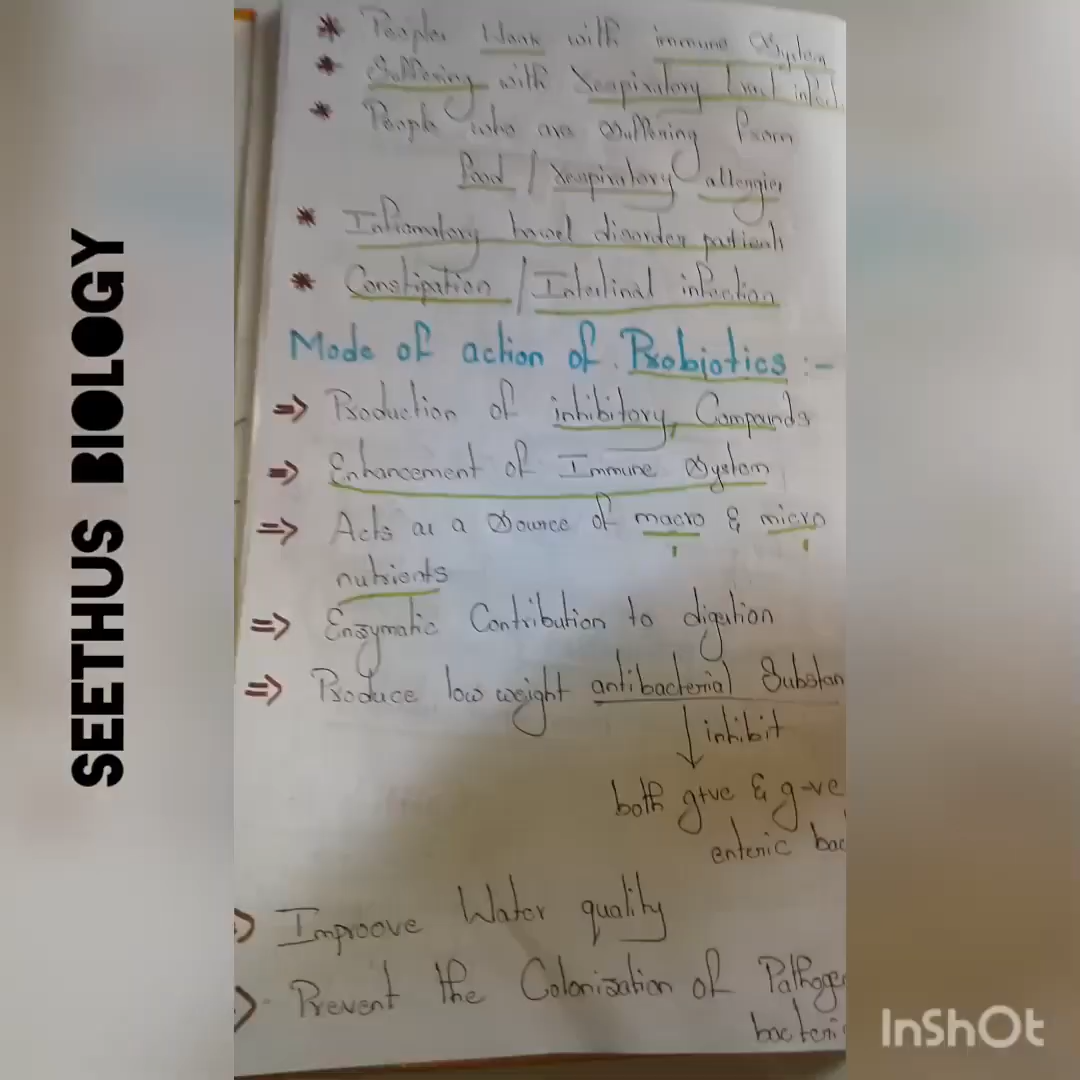 SEETHUS BIOLOGY
* Peoples Weak with immune System
* Suffering with respiratory tract infect
* People who are Suffering from
food / respiratory allergies
* Inflamatory bowel disorder patients
* Constipation / Intestinal infection
Mode of action of Probiotics :-
=> Production of inhibitory Compounds
=> Enhancement of Immune System
=> Acts as a Source of macro & micro
nutrients
=> Enzymatic Contribution to digestion
=> Produce low weight antibacterial Substan
inhibit
both g+ve & g-ve
enteric bac
> Improove Water quality
> Prevent the Colonization of Pathoge
bacteri
InShOt